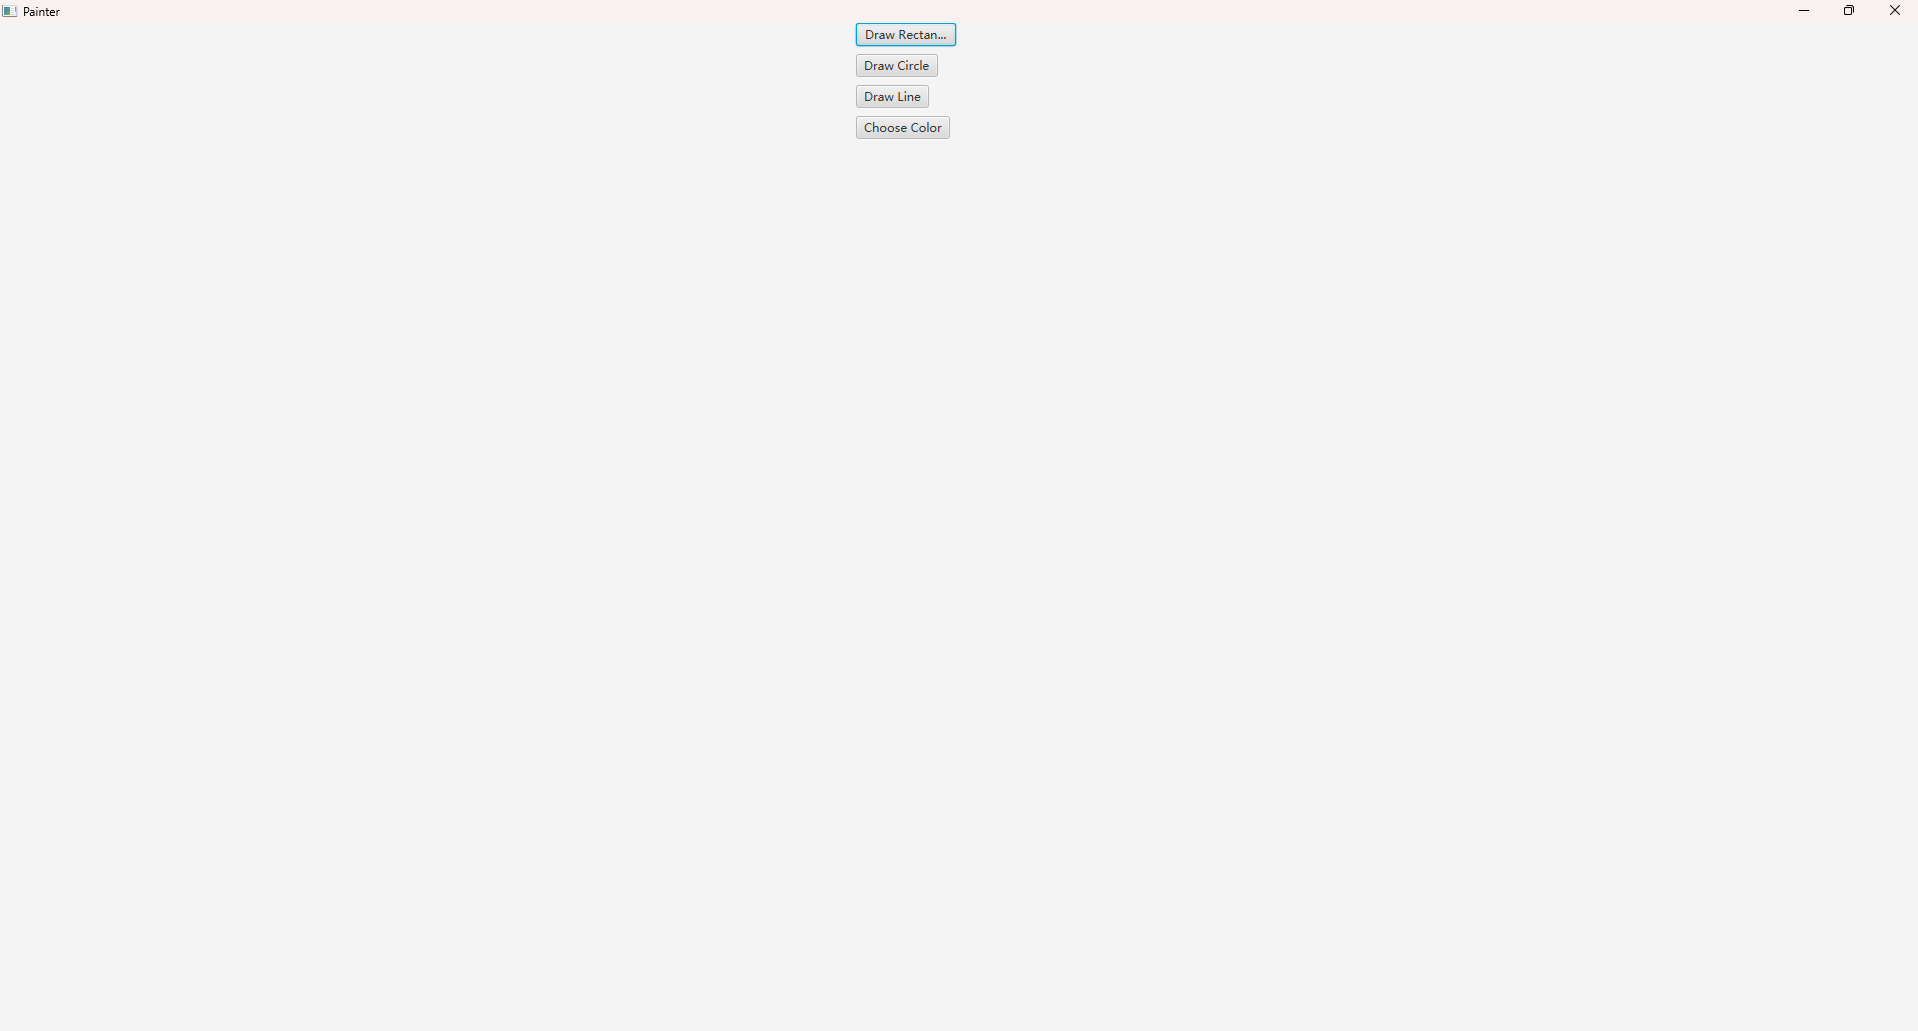 Painter
Draw Rectan...
Draw Circle
Draw Line
Choose Color